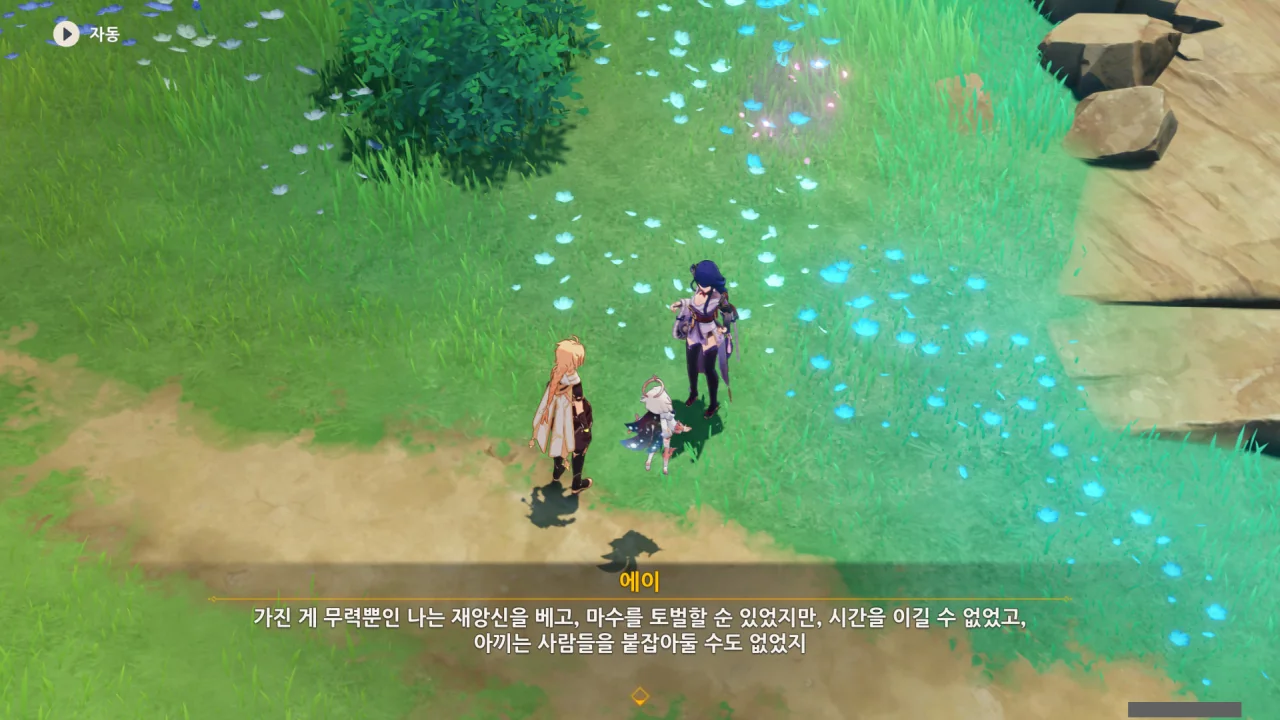 자동
에이
가진 게 무력뿐인 나는 재앙신을 베고, 마수를 토벌할 순 있었지만, 시간을 이길 수 없었고,
아끼는 사람들을 붙잡아둘 수도 없었지